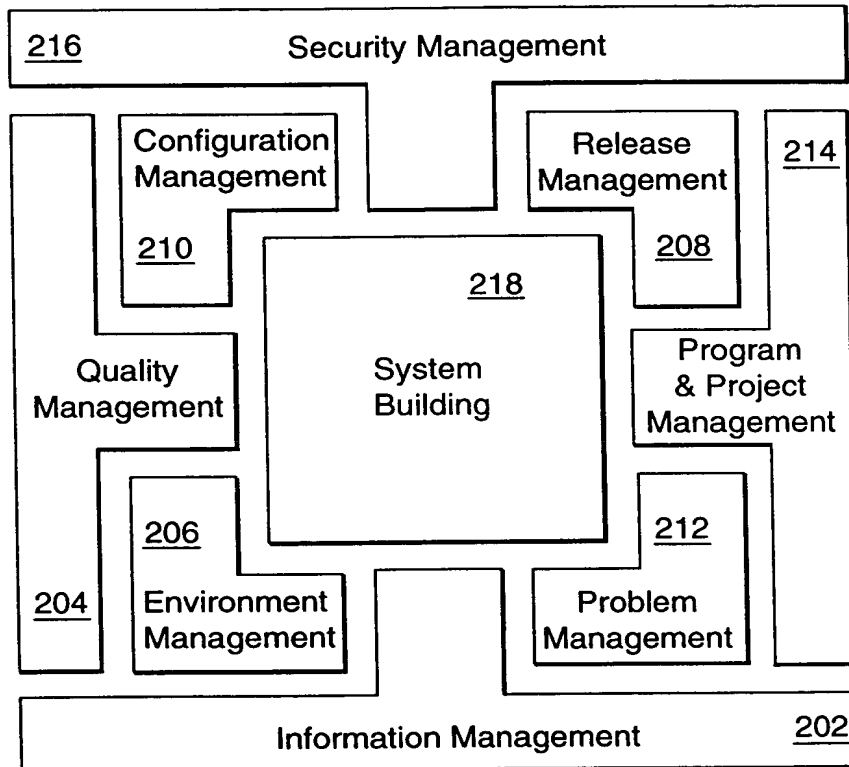 216
Security Management
Configuration
Management
210
Release
Management
208
214
218
System
Building
Quality
Management
204
Program
& Project
Management
206
Environment
Management
212
Problem
Management
Information Management
202